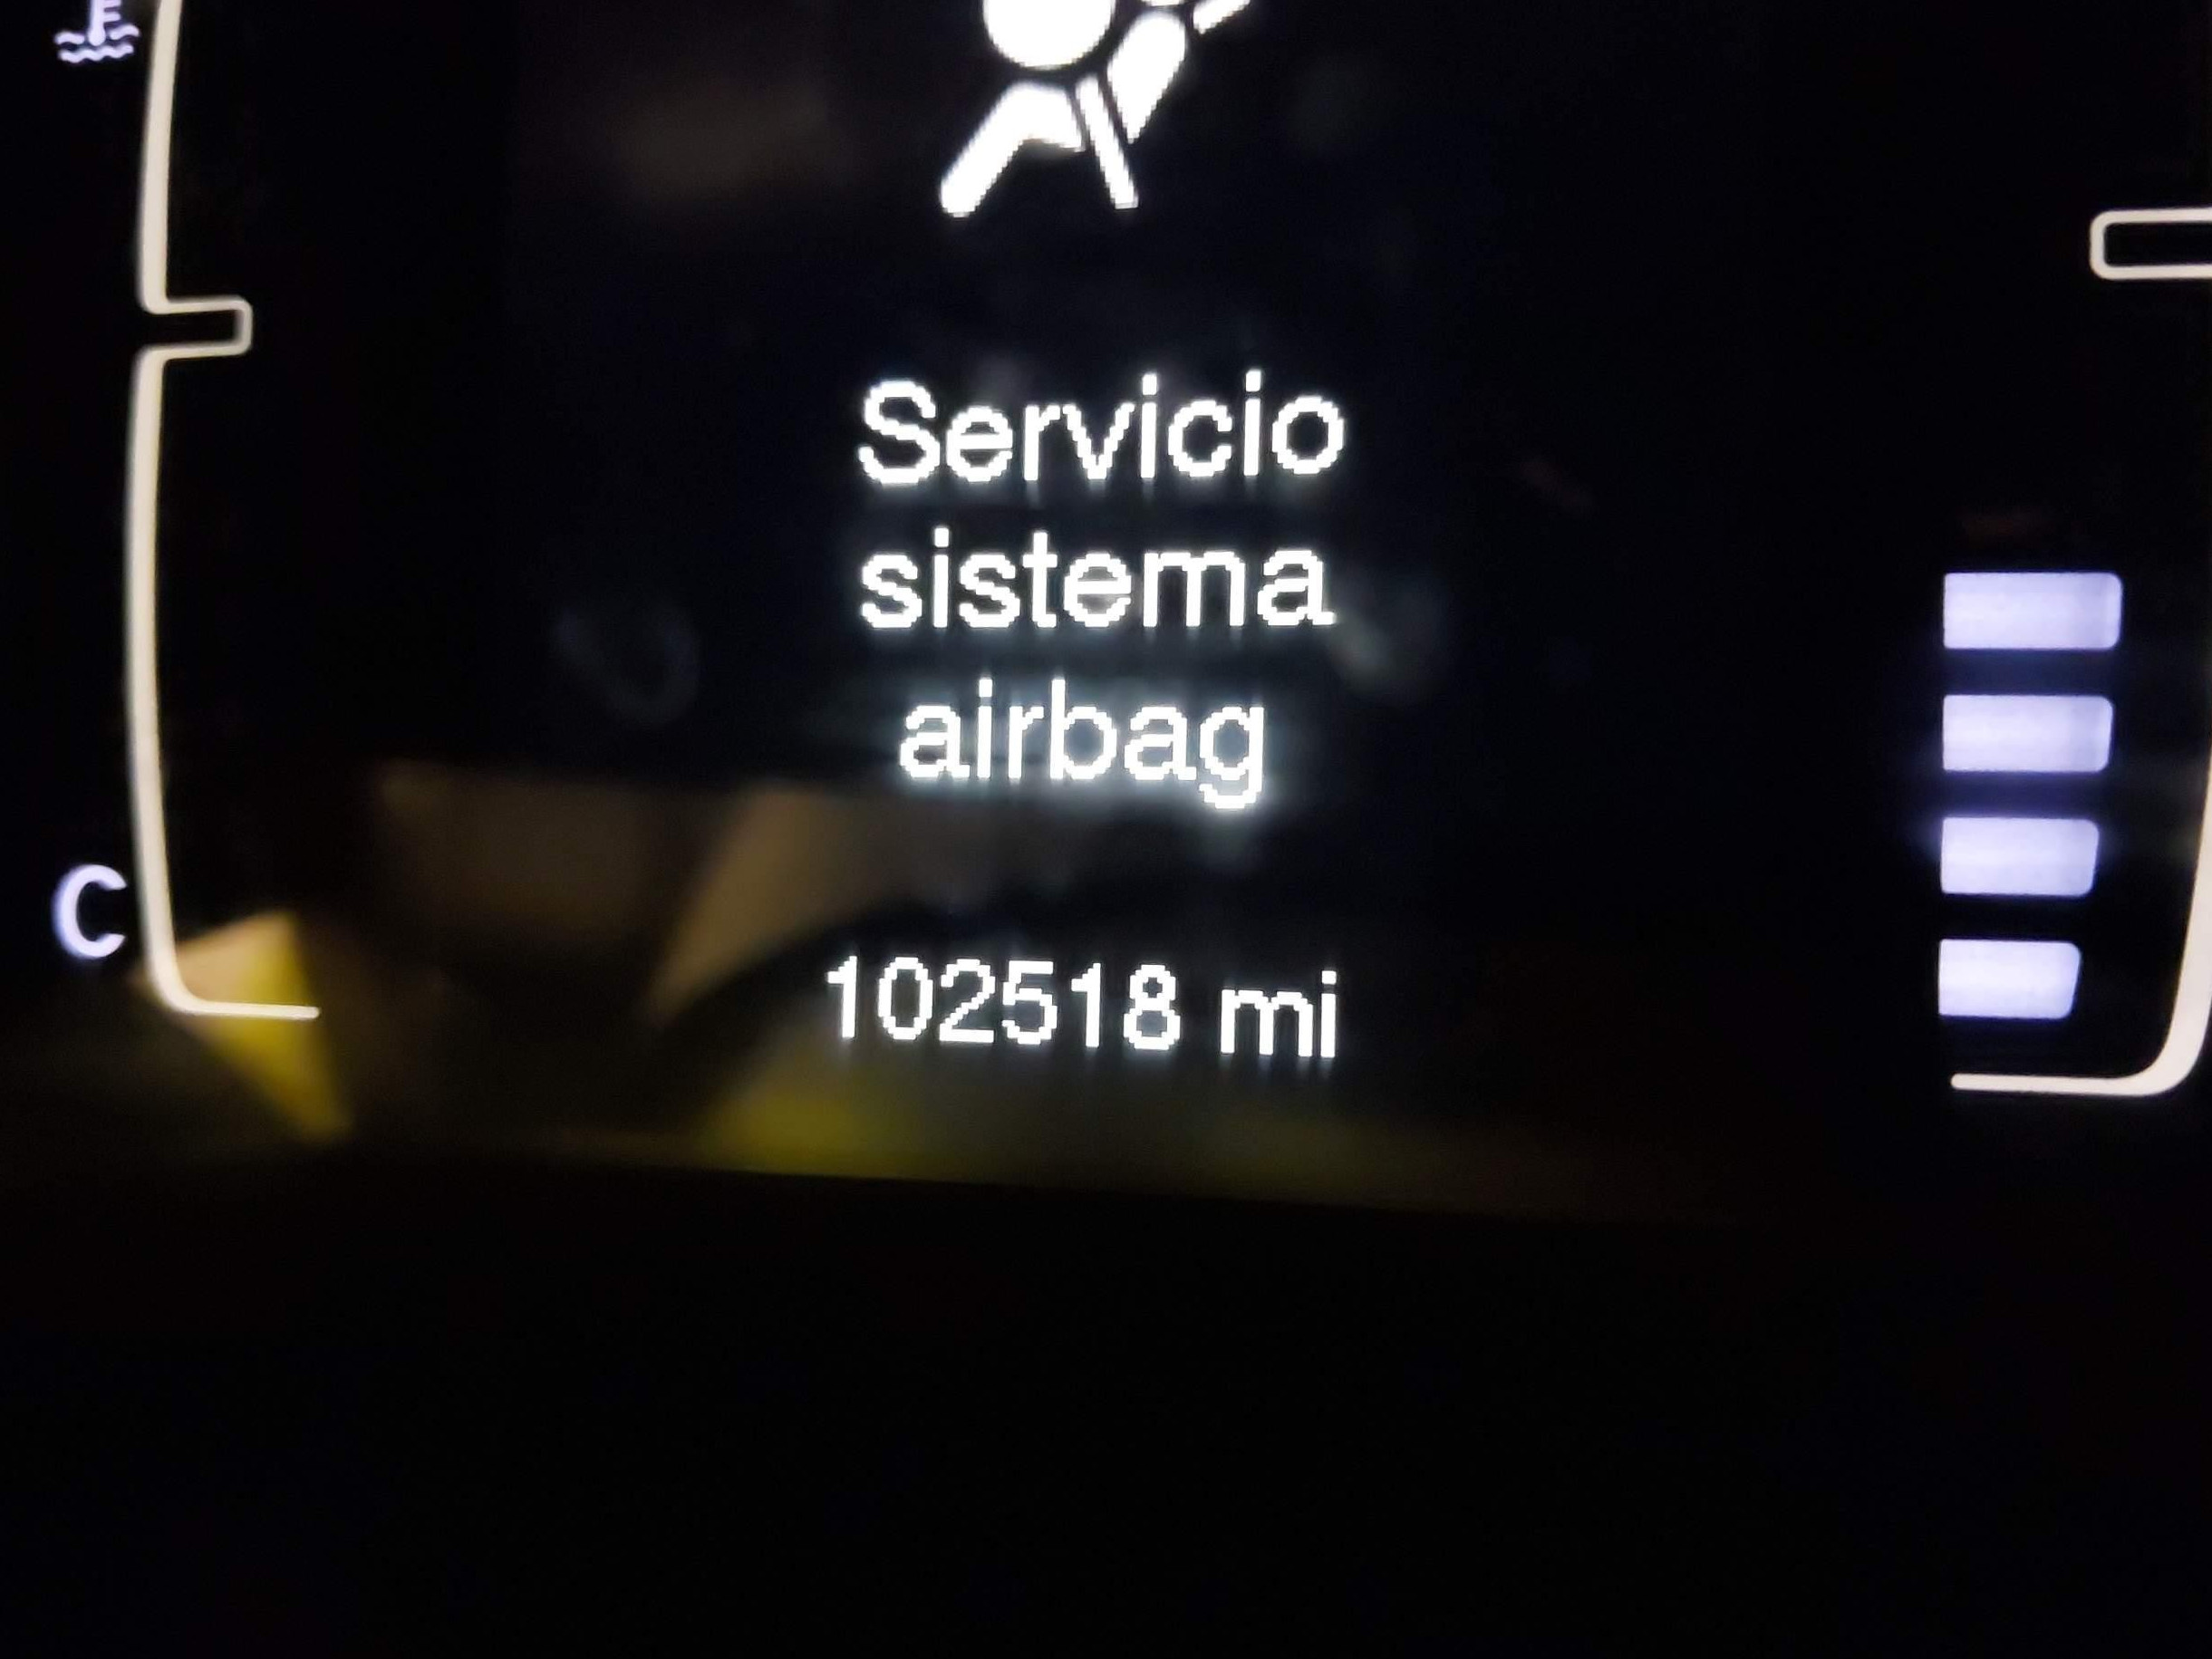 Servicio
sistema
airbag
C
102518 mi